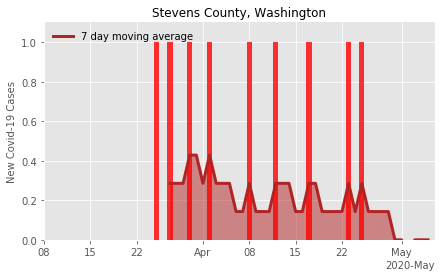 Stevens County, Washington
7 day moving average
New Covid-19 Cases
1.0
0.8
0.6
0.4
0.2
0.0
08 15 22 Apr 08 15 22 May
2020-May